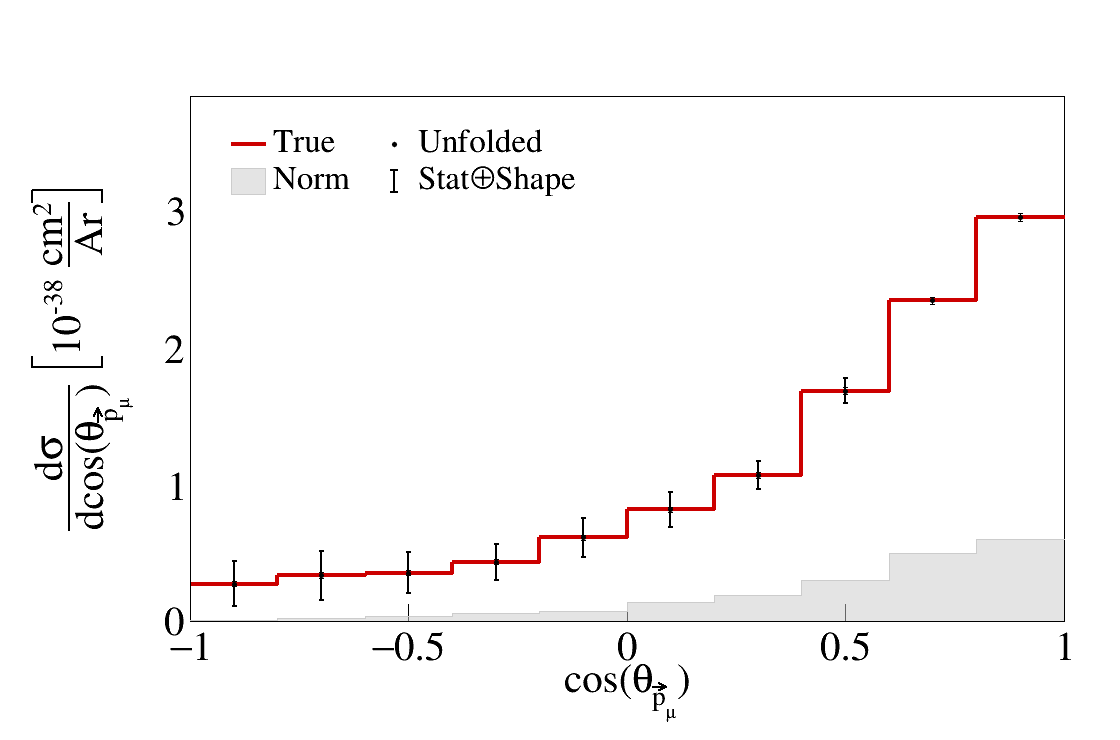 True
Unfolded
Norm
Stat⊕Shape
dσ
dcos(θ_{p⃗_μ})
[10^{-38} cm²/Ar]
3
2
1
0
−1
−0.5
0
0.5
1
cos(θ_{p⃗_μ})